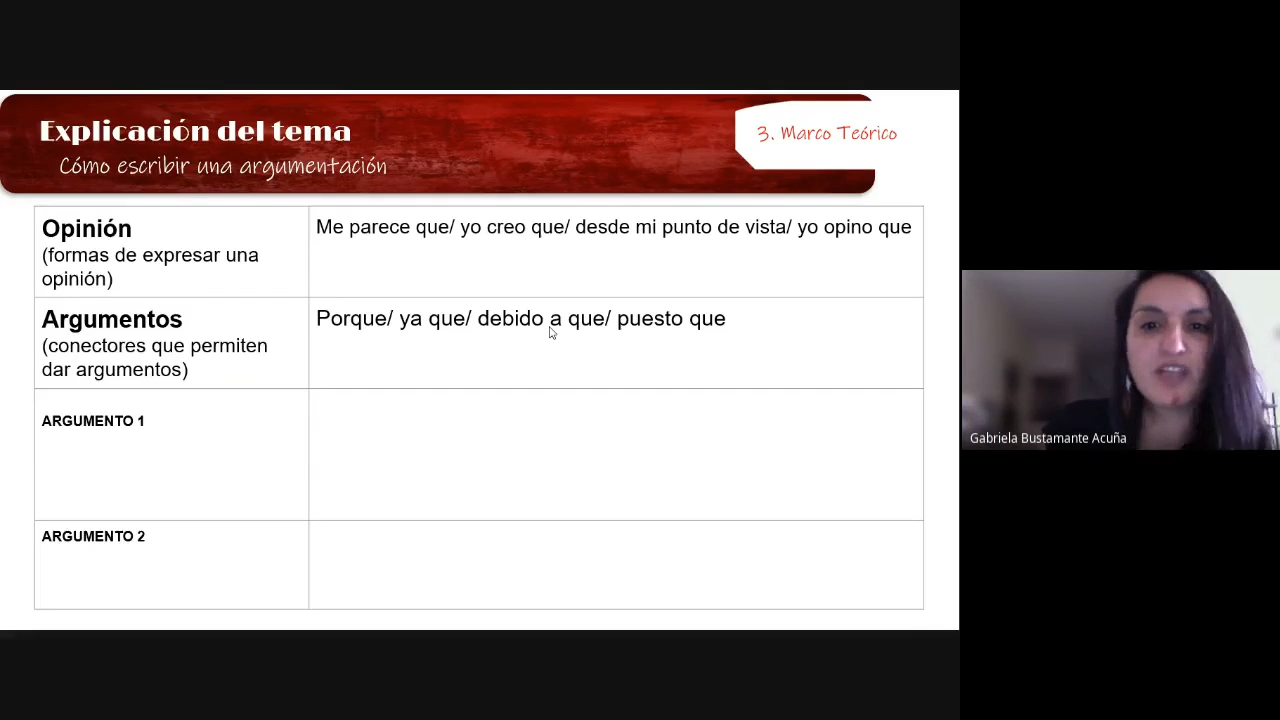 Explicación del tema
Cómo escribir una argumentación
3. Marco Teórico
Opinión
(formas de expresar una
opinión)
Me parece que/ yo creo que/ desde mi punto de vista/ yo opino que
Argumentos
(conectores que permiten
dar argumentos)
Porque/ ya que/ debido a que/ puesto que
ARGUMENTO 1
ARGUMENTO 2
Gabriela Bustamante Acuña